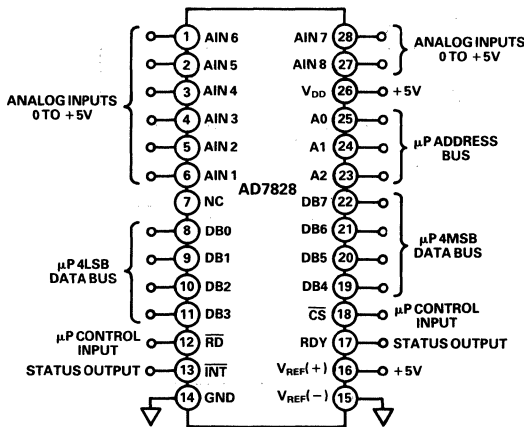 1 AIN 6
2 AIN 5
3 AIN 4
4 AIN 3
5 AIN 2
6 AIN 1
7 NC
8 DB0
9 DB1
10 DB2
11 DB3
12 R̅D̅
13 I̅N̅T̅
14 GND
ANALOG INPUTS
0 TO +5V
µP 4LSB
DATA BUS
µP CONTROL
INPUT
STATUS OUTPUT
AD7828
AIN 7 28
AIN 8 27
VDD 26 +5V
A0 25
A1 24
A2 23
DB7 22
DB6 21
DB5 20
DB4 19
C̅S̅ 18
RDY 17 STATUS OUTPUT
VREF(+) 16 +5V
VREF(−) 15
ANALOG INPUTS
0 TO +5V
µP ADDRESS
BUS
µP 4MSB
DATA BUS
µP CONTROL
INPUT